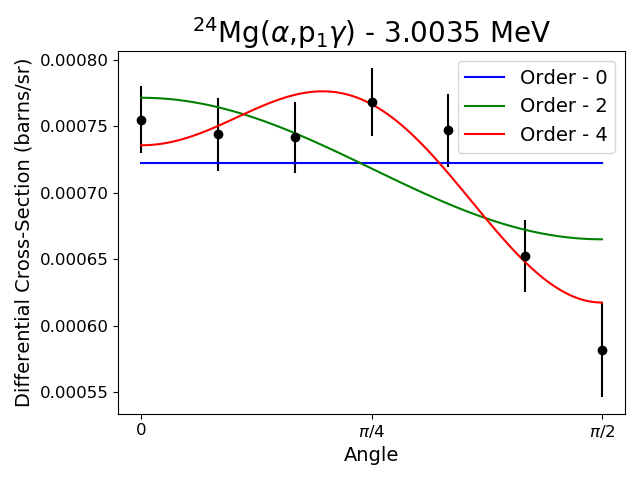 ²⁴Mg(α,p₁γ) - 3.0035 MeV
Differential Cross-Section (barns/sr)
0.00080
0.00075
0.00070
0.00065
0.00060
0.00055
Order - 0
Order - 2
Order - 4
0
π/4
π/2
Angle